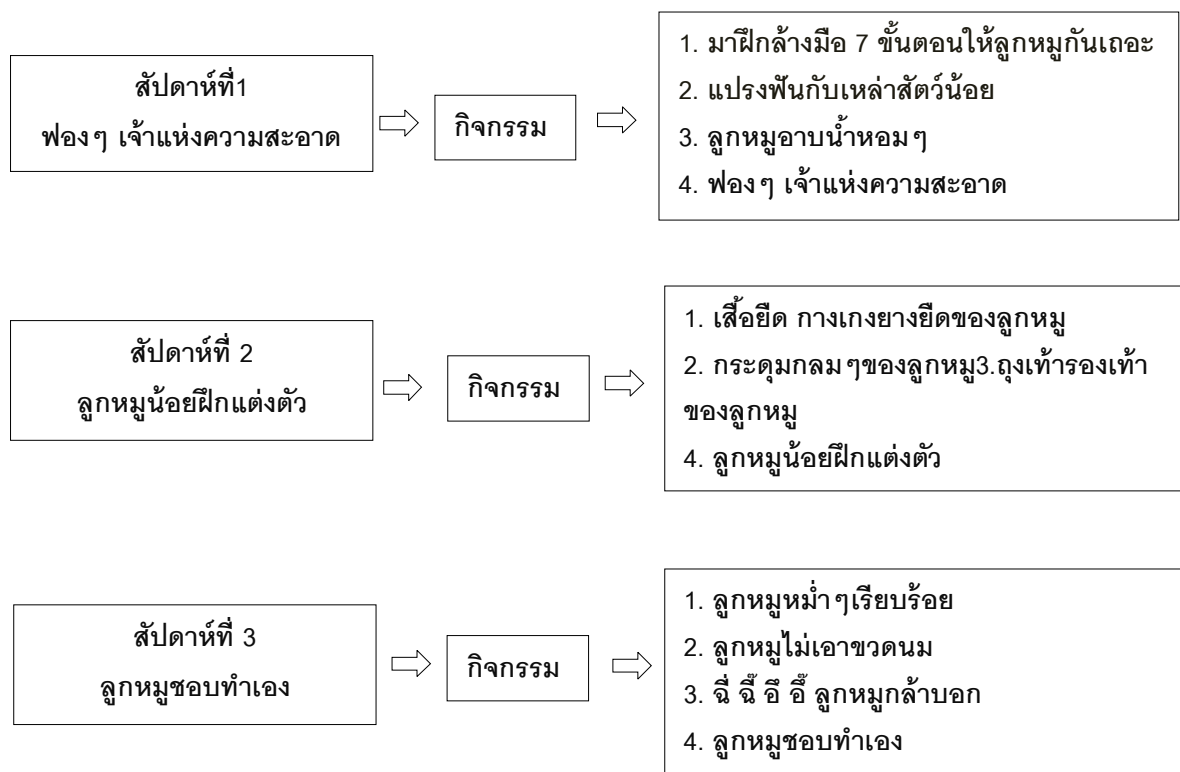 สัปดาห์ที่1
ฟองๆ เจ้าแห่งความสะอาด
กิจกรรม
1. มาฝึกล้างมือ 7 ขั้นตอนให้ลูกหมูกันเถอะ
2. แปรงฟันกับเหล่าสัตว์น้อย
3. ลูกหมูอาบน้ำหอมๆ
4. ฟองๆ เจ้าแห่งความสะอาด
สัปดาห์ที่ 2
ลูกหมูน้อยฝึกแต่งตัว
กิจกรรม
1. เสื้อยืด กางเกงยางยืดของลูกหมู
2. กระดุมกลมๆของลูกหมู3.ถุงเท้ารองเท้า
ของลูกหมู
4. ลูกหมูน้อยฝึกแต่งตัว
สัปดาห์ที่ 3
ลูกหมูชอบทำเอง
กิจกรรม
1. ลูกหมูหม่ำๆเรียบร้อย
2. ลูกหมูไม่เอาขวดนม
3. ฉี่ ฉี๊ อึ อึ๊ ลูกหมูกล้าบอก
4. ลูกหมูชอบทำเอง